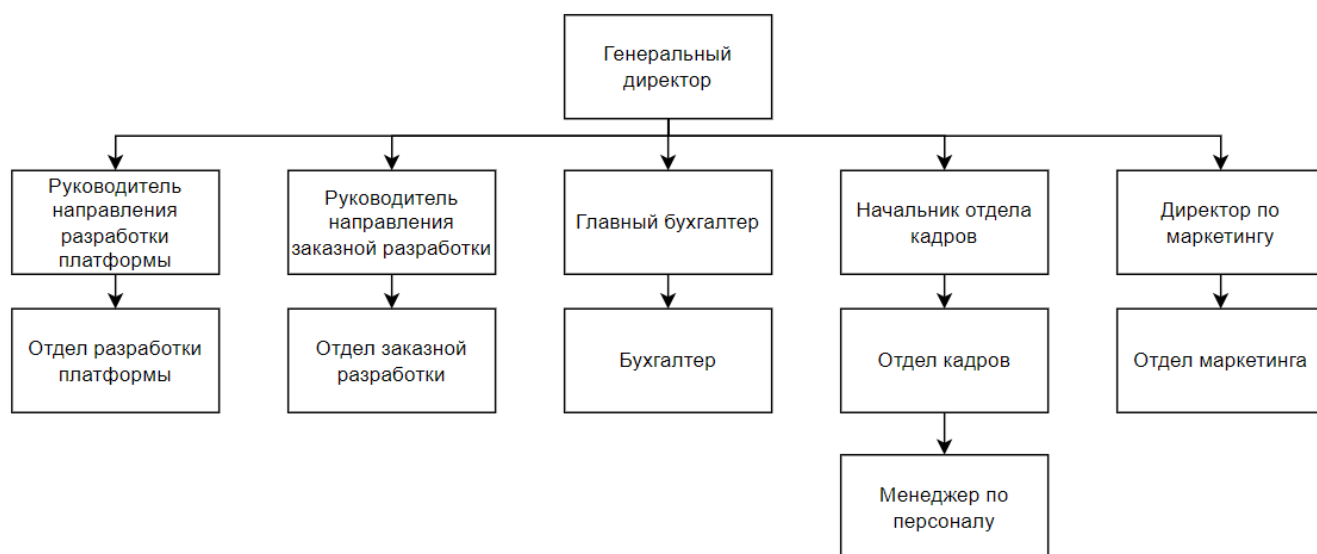 Генеральный
директор
Руководитель
направления
разработки
платформы
Руководитель
направления
заказной разработки
Главный бухгалтер
Начальник отдела
кадров
Директор по
маркетингу
Отдел разработки
платформы
Отдел заказной
разработки
Бухгалтер
Отдел кадров
Отдел маркетинга
Менеджер по
персоналу